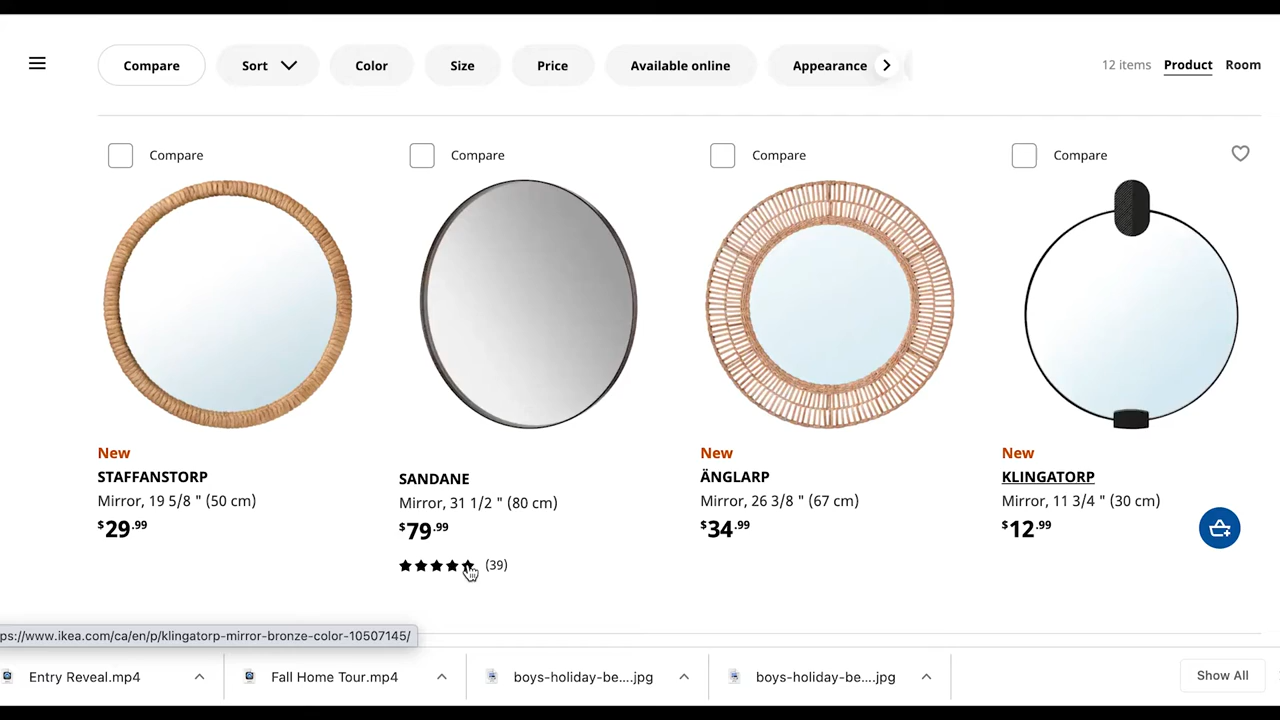 Compare
Sort
Color
Size
Price
Available online
Appearance
12 items
Product
Room
Compare
Compare
Compare
Compare
New
STAFFANSTORP
Mirror, 19 5/8 " (50 cm)
$29.99
SANDANE
Mirror, 31 1/2 " (80 cm)
$79.99
(39)
New
ÄNGLARP
Mirror, 26 3/8 " (67 cm)
$34.99
New
KLINGATORP
Mirror, 11 3/4 " (30 cm)
$12.99
ps://www.ikea.com/ca/en/p/klingatorp-mirror-bronze-color-10507145/
Entry Reveal.mp4
Fall Home Tour.mp4
boys-holiday-be....jpg
boys-holiday-be....jpg
Show All